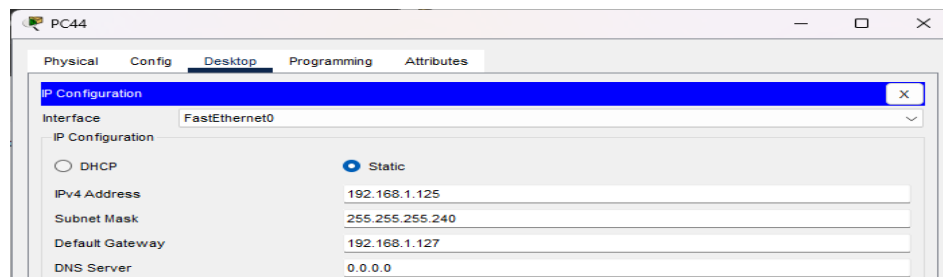 PC44
Physical Config Desktop Programming Attributes
IP Configuration X
Interface FastEthernet0
IP Configuration
DHCP Static
IPv4 Address 192.168.1.125
Subnet Mask 255.255.255.240
Default Gateway 192.168.1.127
DNS Server 0.0.0.0